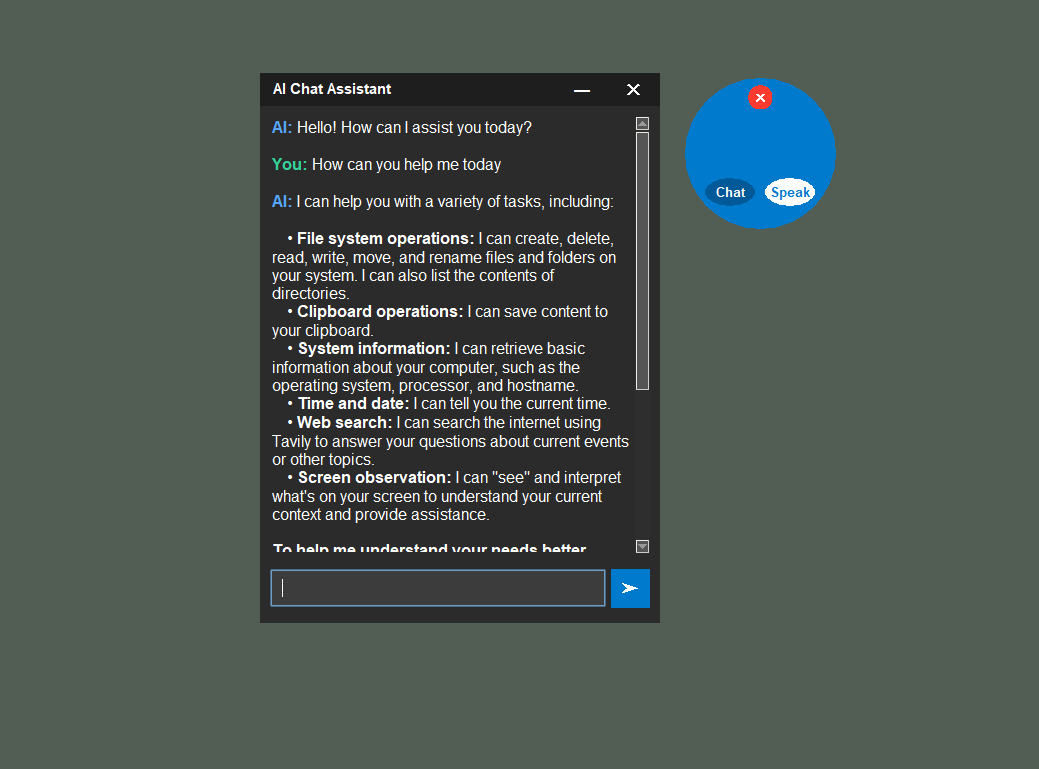 AI Chat Assistant
AI: Hello! How can I assist you today?
You: How can you help me today
AI: I can help you with a variety of tasks, including:
• File system operations: I can create, delete,
read, write, move, and rename files and folders on
your system. I can also list the contents of
directories.
• Clipboard operations: I can save content to
your clipboard.
• System information: I can retrieve basic
information about your computer, such as the
operating system, processor, and hostname.
• Time and date: I can tell you the current time.
• Web search: I can search the internet using
Tavily to answer your questions about current events
or other topics.
• Screen observation: I can "see" and interpret
what's on your screen to understand your current
context and provide assistance.
To help me understand your needs better
Chat
Speak